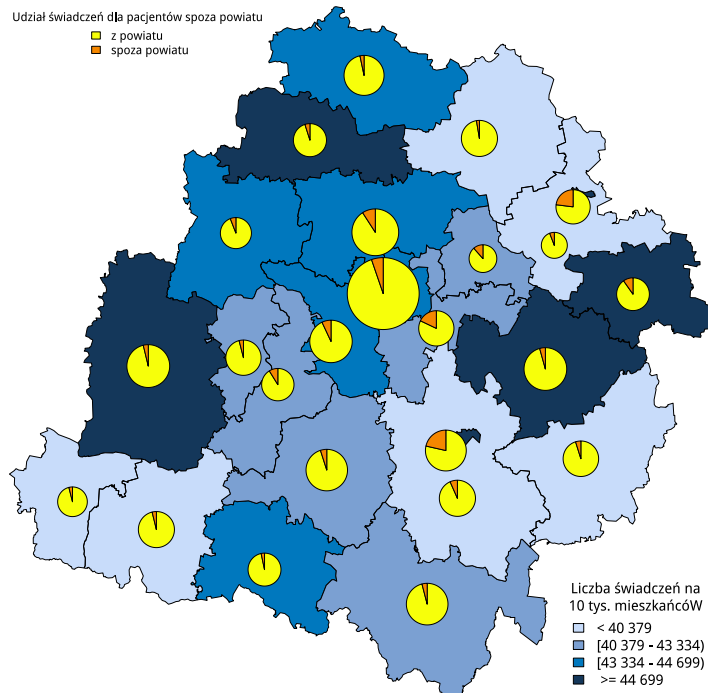 Udział świadczeń dla pacjentów spoza powiatu
z powiatu
spoza powiatu
Liczba świadczeń na
10 tys. mieszkańcóW
< 40 379
[40 379 - 43 334)
[43 334 - 44 699)
>= 44 699